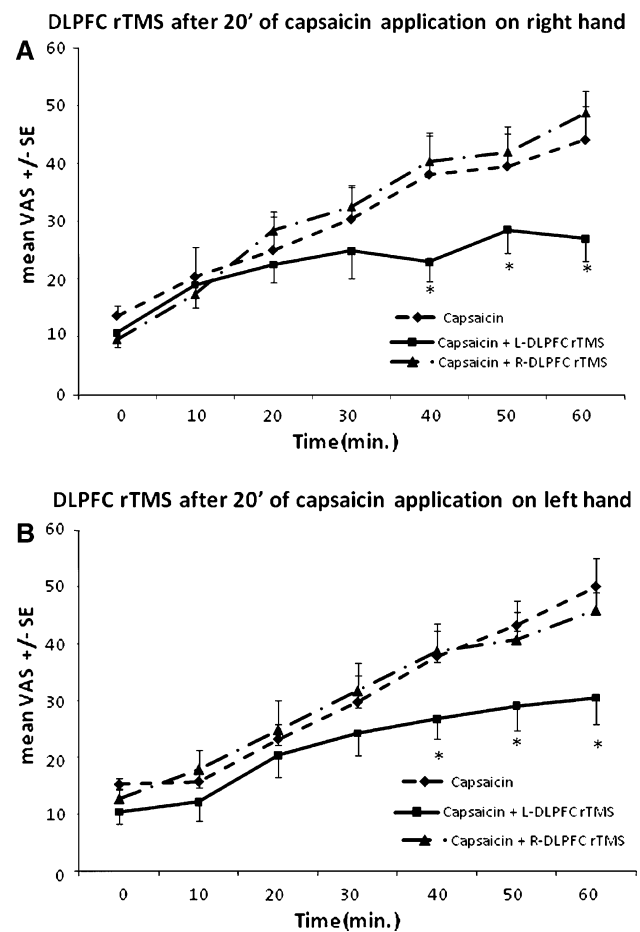 DLPFC rTMS after 20’ of capsaicin application on right hand
A
60
50
40
30
20
10
0
mean VAS +/- SE
* * *
Capsaicin
Capsaicin + L-DLPFC rTMS
Capsaicin + R-DLPFC rTMS
0 10 20 30 40 50 60
Time(min.)
DLPFC rTMS after 20’ of capsaicin application on left hand
B
60
50
40
30
20
10
0
mean VAS +/- SE
* * *
Capsaicin
Capsaicin + L-DLPFC rTMS
Capsaicin + R-DLPFC rTMS
0 10 20 30 40 50 60
Time(min.)